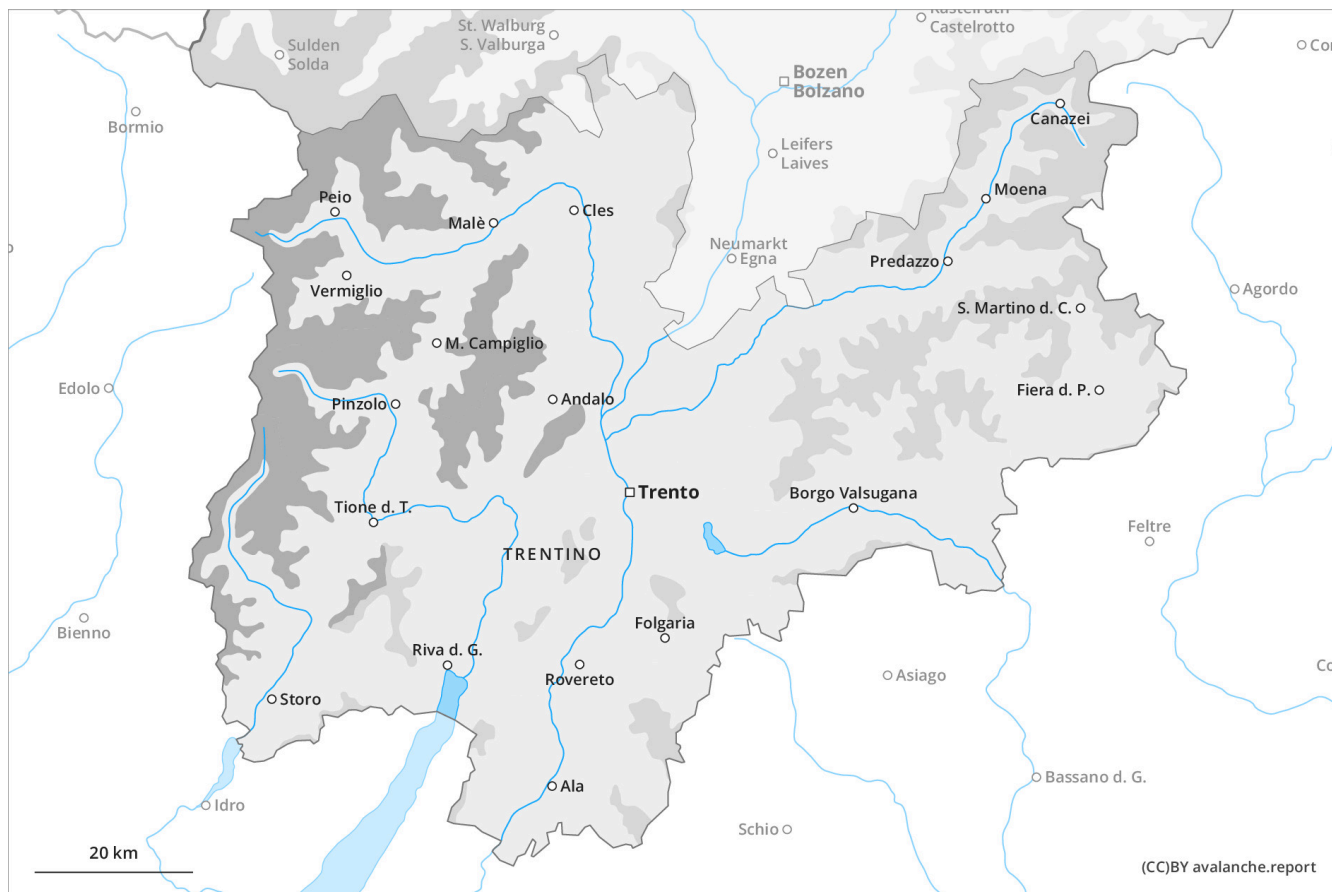 St. Walburg
S. Valburga
Kastelruth
Castelrotto
Sulden
Solda
Bozen
Bolzano
Bormio
Canazei
Leifers
Laives
Moena
Peio
Malè
Cles
Neumarkt
Egna
Predazzo
Vermiglio
Agordo
S. Martino d. C.
M. Campiglio
Edolo
Pinzolo
Andalo
Fiera d. P.
Trento
Borgo Valsugana
Tione d. T.
Feltre
TRENTINO
Bienno
Folgaria
Riva d. G.
Rovereto
Asiago
Storo
Bassano d. G.
Ala
Idro
Schio
20 km
(CC)BY avalanche.report